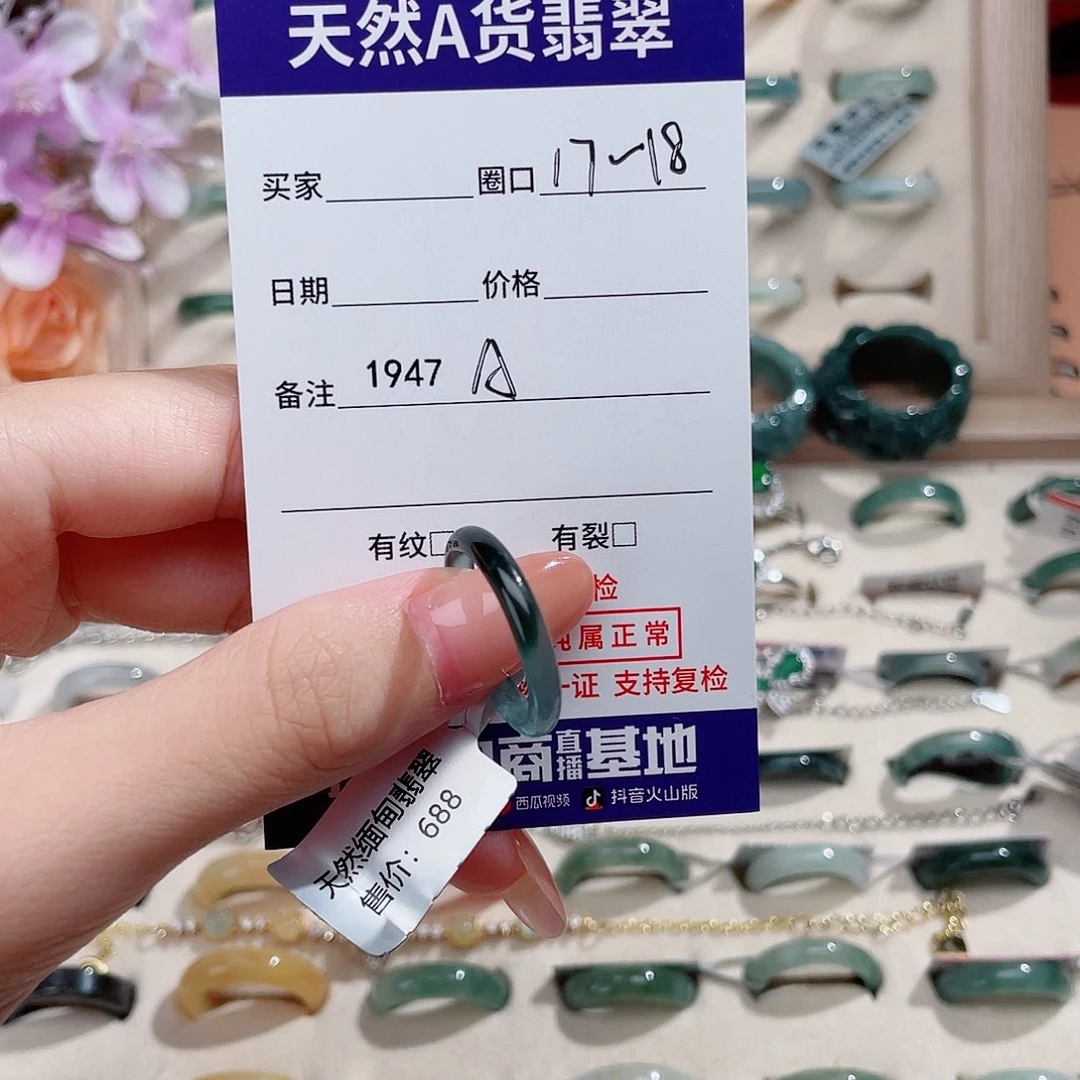 天然A货翡翠
买家 圈口 17~18
日期 价格
备注 1947 A
有纹□ 有裂□
检
属正常
一证 支持复检
商直播基地
西瓜视频 抖音火山版
天然缅甸翡翠
售价：688